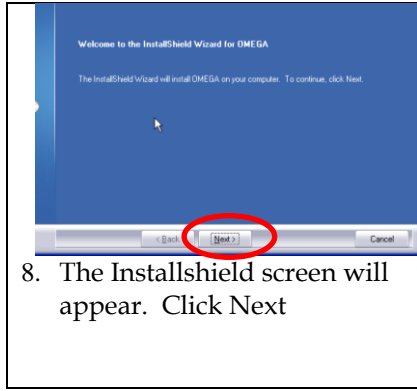 Welcome to the InstallShield Wizard for OMEGA
The InstallShield Wizard will install OMEGA on your computer. To continue, click Next.
< Back
Next >
Cancel
8. The Installshield screen will
appear. Click Next